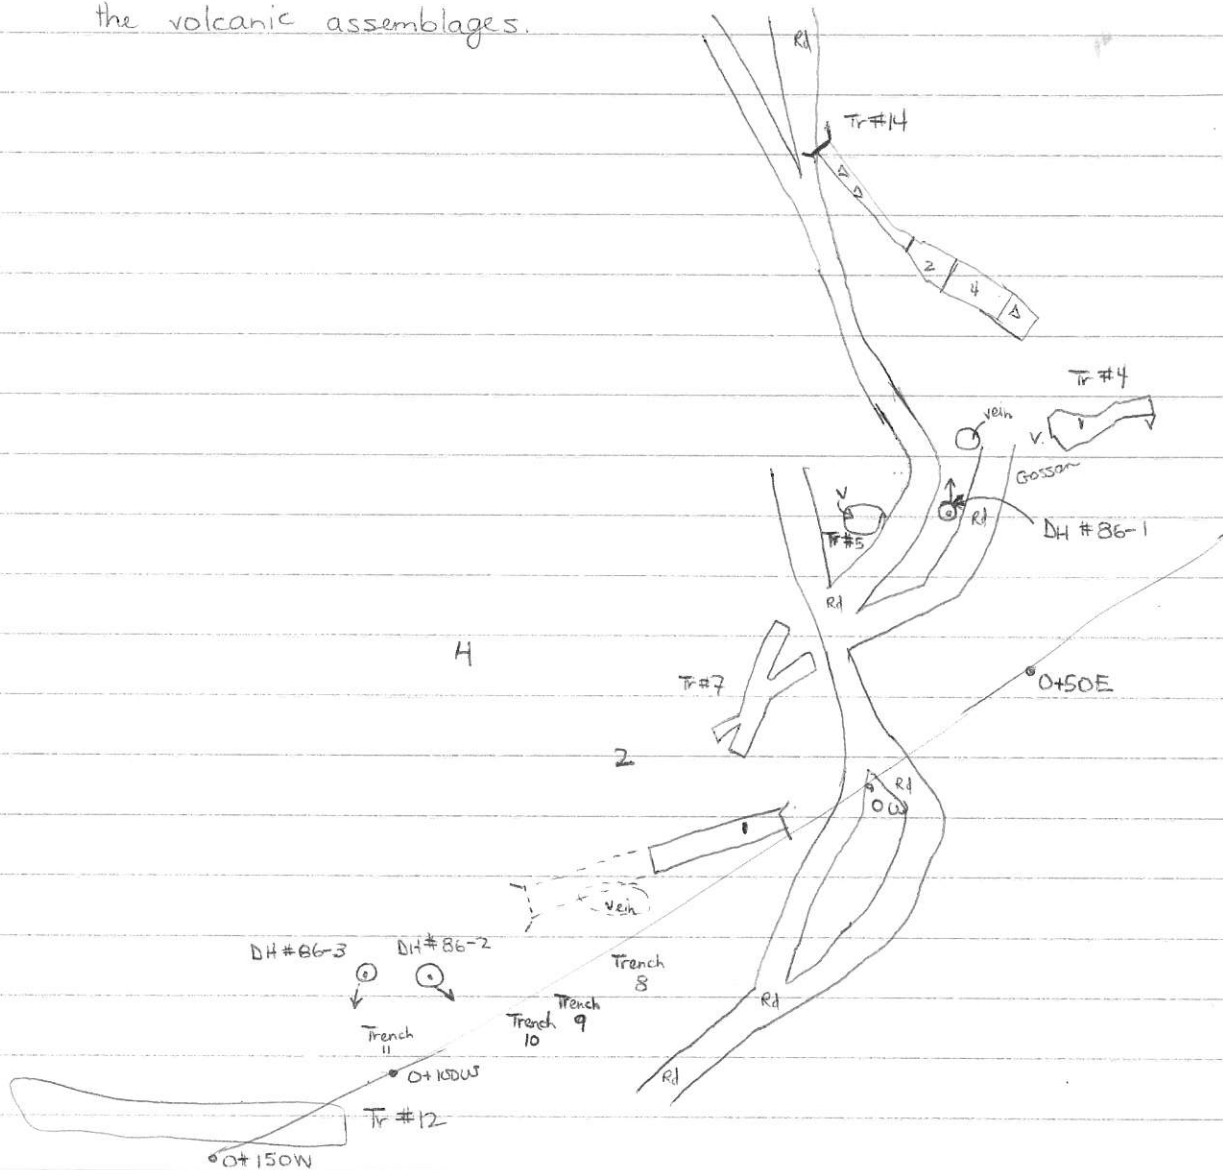 the volcanic assemblages.
Rd
Tr #14
Δ
Δ
2
4
Δ
Tr #4
vein
V.
Gossan
V
Rd
DH #86-1
Tr #5
Rd
4
Tr #7
0+50E
2
Rd
0W
vein
DH #86-3
DH #86-2
Trench
8
Trench
9
Rd
Trench
10
Trench
11
0+100W
Rd
Tr #12
0+150W